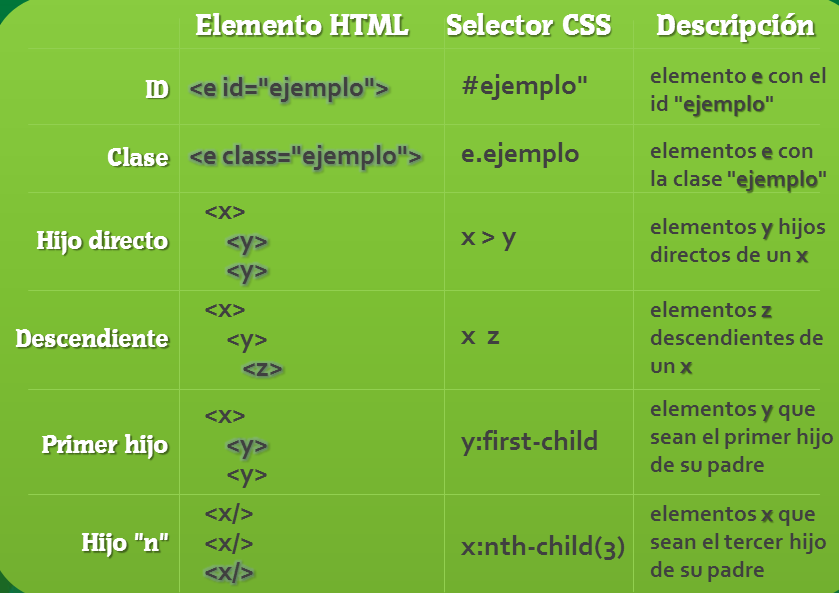 Elemento HTML Selector CSS Descripción
ID <e id="ejemplo"> #ejemplo" elemento e con el
id "ejemplo"
Clase <e class="ejemplo"> e.ejemplo elementos e con
la clase "ejemplo"
Hijo directo
<x>
<y>
<y>
x > y
elementos y hijos
directos de un x
Descendiente
<x>
<y>
<z>
x z
elementos z
descendientes de
un x
Primer hijo
<x>
<y>
<y>
y:first-child
elementos y que
sean el primer hijo
de su padre
Hijo "n"
<x/>
<x/>
<x/>
x:nth-child(3)
elementos x que
sean el tercer hijo
de su padre